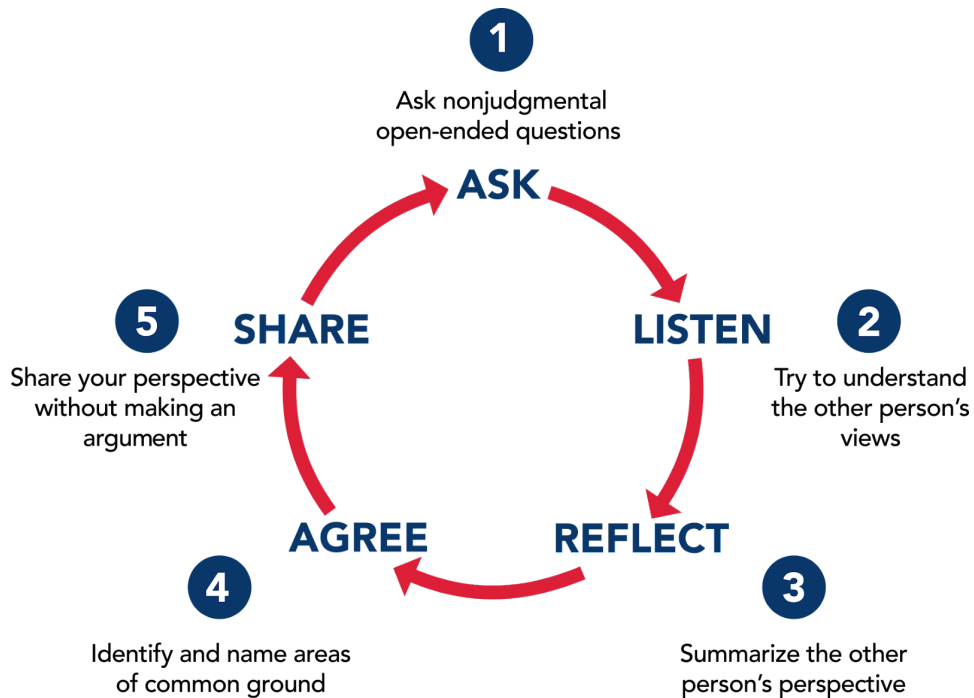 1
Ask nonjudgmental
open-ended questions
ASK
LISTEN
2
Try to understand
the other person's
views
REFLECT
3
Summarize the other
person's perspective
AGREE
4
Identify and name areas
of common ground
SHARE
5
Share your perspective
without making an
argument